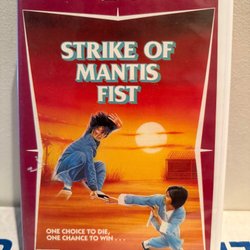 STRIKE OF
MANTIS
FIST
ONE CHOICE TO DIE,
ONE CHANCE TO WIN . . .